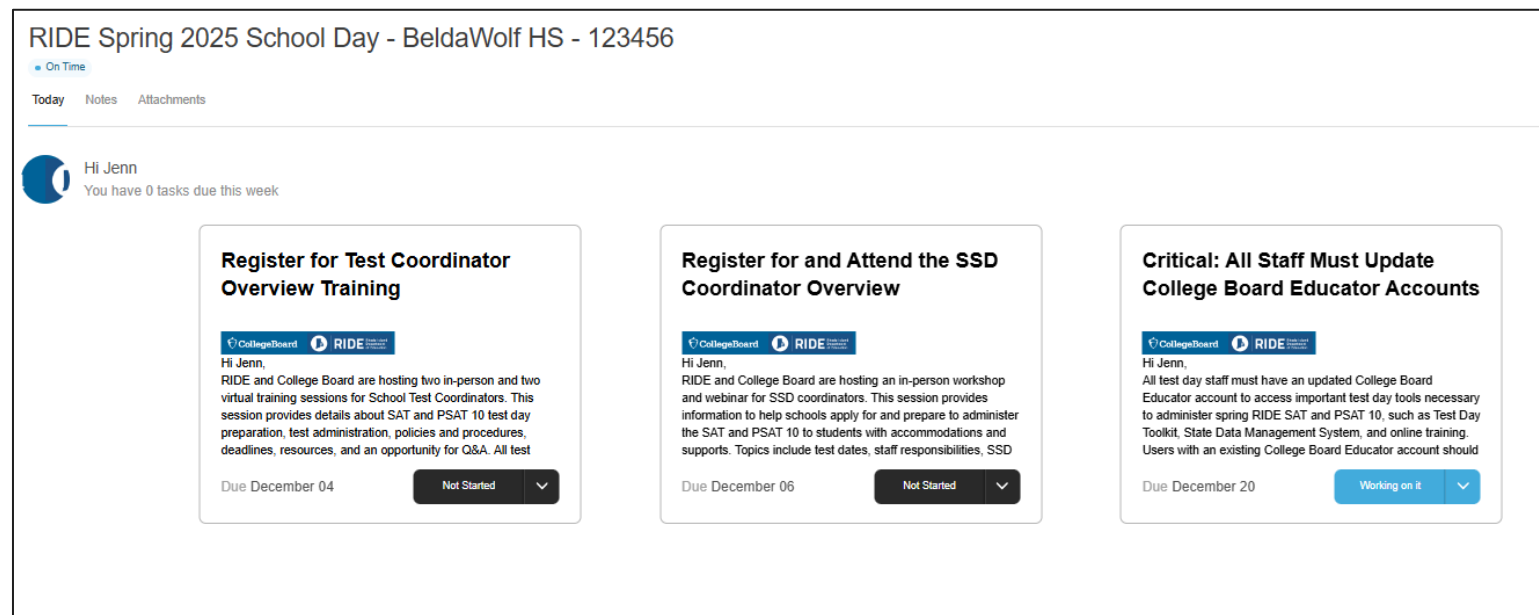 RIDE Spring 2025 School Day - BeldaWolf HS - 123456
On Time
Today Notes Attachments
Hi Jenn
You have 0 tasks due this week
Register for Test Coordinator
Overview Training
CollegeBoard RIDE
Hi Jenn,
RIDE and College Board are hosting two in-person and two
virtual training sessions for School Test Coordinators. This
session provides details about SAT and PSAT 10 test day
preparation, test administration, policies and procedures,
deadlines, resources, and an opportunity for Q&A. All test
Due December 04 Not Started
Register for and Attend the SSD
Coordinator Overview
CollegeBoard RIDE
Hi Jenn,
RIDE and College Board are hosting an in-person workshop
and webinar for SSD coordinators. This session provides
information to help schools apply for and prepare to administer
the SAT and PSAT 10 to students with accommodations and
supports. Topics include test dates, staff responsibilities, SSD
Due December 06 Not Started
Critical: All Staff Must Update
College Board Educator Accounts
CollegeBoard RIDE
Hi Jenn,
All test day staff must have an updated College Board
Educator account to access important test day tools necessary
to administer spring RIDE SAT and PSAT 10, such as Test Day
Toolkit, State Data Management System, and online training.
Users with an existing College Board Educator account should
Due December 20 Working on it